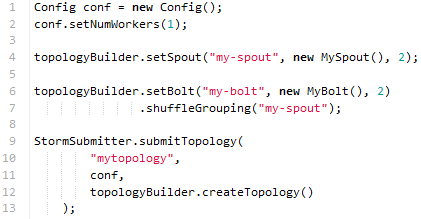 1 Config conf = new Config();
2 conf.setNumWorkers(1);
3
4 topologyBuilder.setSpout("my-spout", new MySpout(), 2);
5
6 topologyBuilder.setBolt("my-bolt", new MyBolt(), 2)
7                .shuffleGrouping("my-spout");
8
9 StormSubmitter.submitTopology(
10         "mytopology",
11         conf,
12         topologyBuilder.createTopology()
13     );